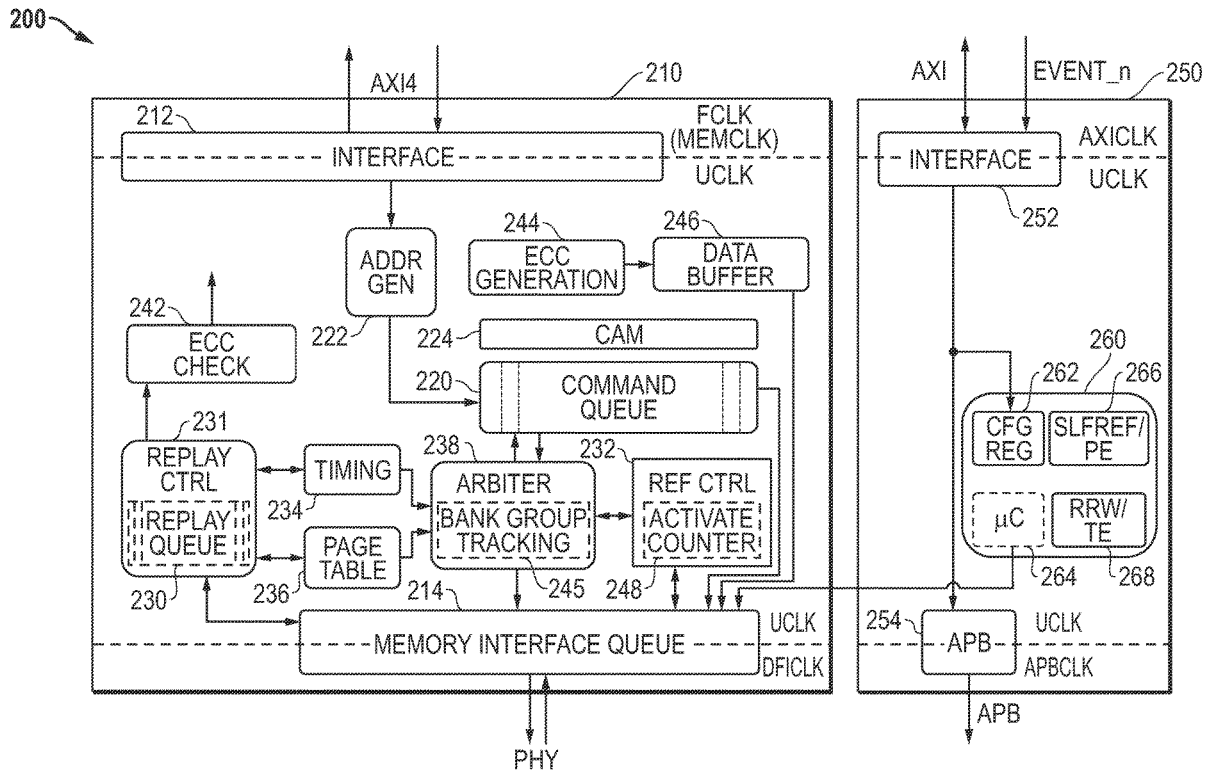 200
AXI4
210
AXI
EVENT_n
250
212
FCLK
(MEMCLK)
INTERFACE
UCLK
AXICLK
INTERFACE
UCLK
252
ADDR
GEN
222
244
ECC
GENERATION
246
DATA
BUFFER
242
ECC
CHECK
224
CAM
220
COMMAND
QUEUE
260
262
266
CFG
REG
SLFREF/
PE
231
REPLAY
CTRL
REPLAY
QUEUE
230
TIMING
234
PAGE
TABLE
236
238
ARBITER
BANK GROUP
TRACKING
245
232
REF CTRL
ACTIVATE
COUNTER
248
µC
RRW/
TE
264
268
214
MEMORY INTERFACE QUEUE
UCLK
DFICLK
254
APB
UCLK
APBCLK
PHY
APB